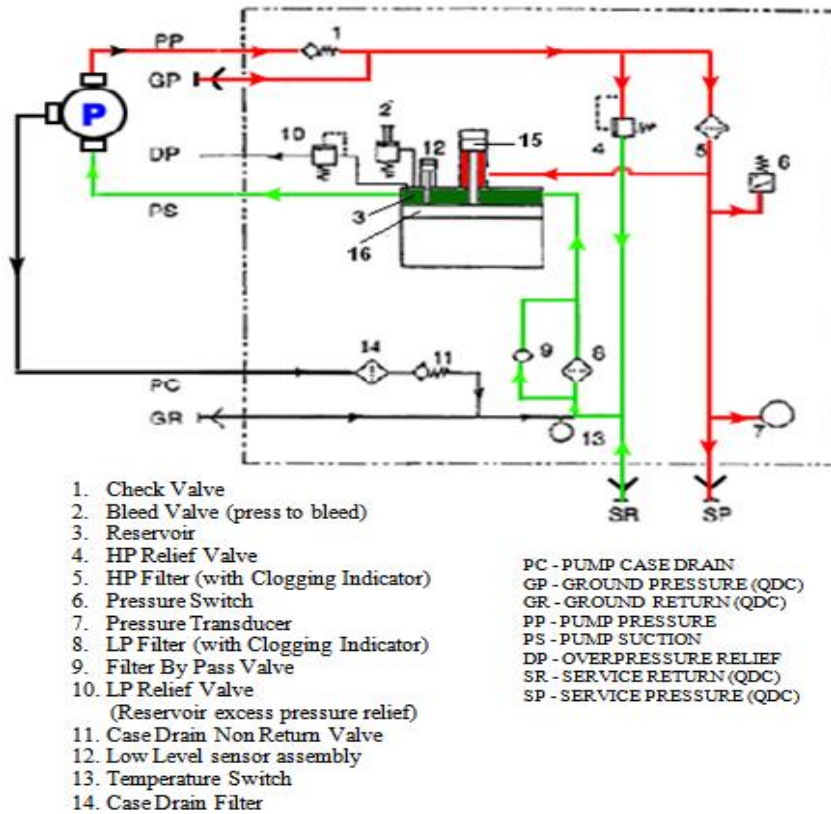 PP
1
GP
P
2
15
10
12
4
5
6
DP
3
PS
16
14
11
9
8
PC
GR
13
7
SR
SP
1. Check Valve
2. Bleed Valve (press to bleed)
3. Reservoir
4. HP Relief Valve
5. HP Filter (with Clogging Indicator)
6. Pressure Switch
7. Pressure Transducer
8. LP Filter (with Clogging Indicator)
9. Filter By Pass Valve
10. LP Relief Valve
(Reservoir excess pressure relief)
11. Case Drain Non Return Valve
12. Low Level sensor assembly
13. Temperature Switch
14. Case Drain Filter
PC - PUMP CASE DRAIN
GP - GROUND PRESSURE (QDC)
GR - GROUND RETURN (QDC)
PP - PUMP PRESSURE
PS - PUMP SUCTION
DP - OVERPRESSURE RELIEF
SR - SERVICE RETURN (QDC)
SP - SERVICE PRESSURE (QDC)